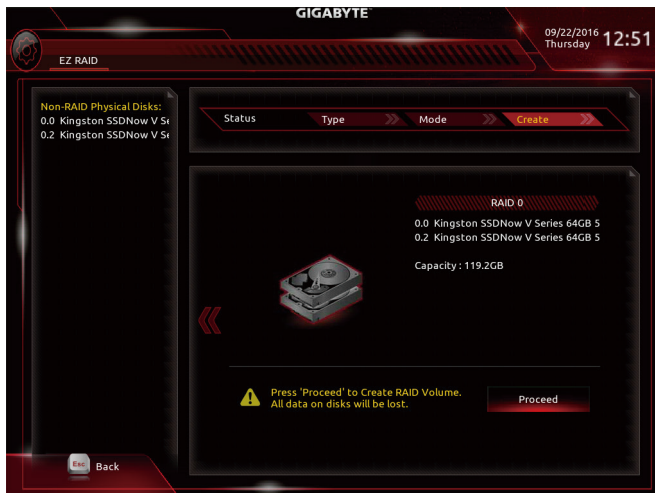 GIGABYTE
09/22/2016
Thursday
12:51
EZ RAID
Non-RAID Physical Disks:
0.0 Kingston SSDNow V Se
0.2 Kingston SSDNow V Se
Status
Type
Mode
Create
RAID 0
0.0 Kingston SSDNow V Series 64GB 5
0.2 Kingston SSDNow V Series 64GB 5
Capacity : 119.2GB
Press 'Proceed' to Create RAID Volume.
All data on disks will be lost.
Proceed
Esc
Back